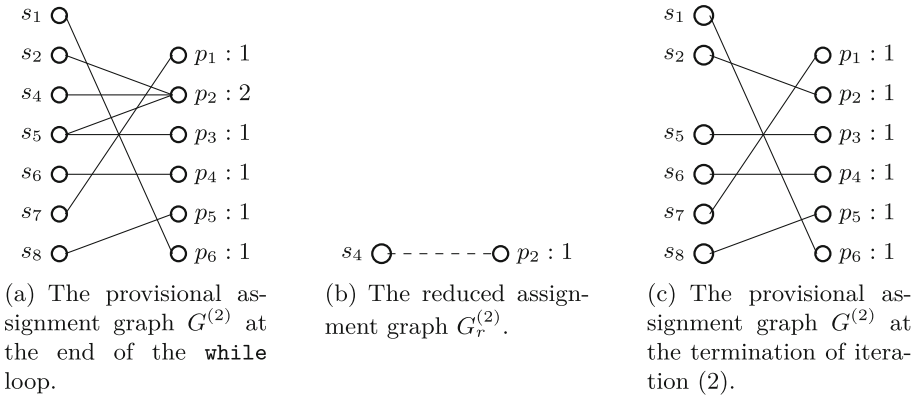 s1
s2
s4
s5
s6
s7
s8
p1 : 1
p2 : 2
p3 : 1
p4 : 1
p5 : 1
p6 : 1
(a) The provisional as-
signment graph G(2) at
the end of the while
loop.
s4
p2 : 1
(b) The reduced assign-
ment graph Gr(2).
s1
s2
s5
s6
s7
s8
p1 : 1
p2 : 1
p3 : 1
p4 : 1
p5 : 1
p6 : 1
(c) The provisional as-
signment graph G(2) at
the termination of itera-
tion (2).